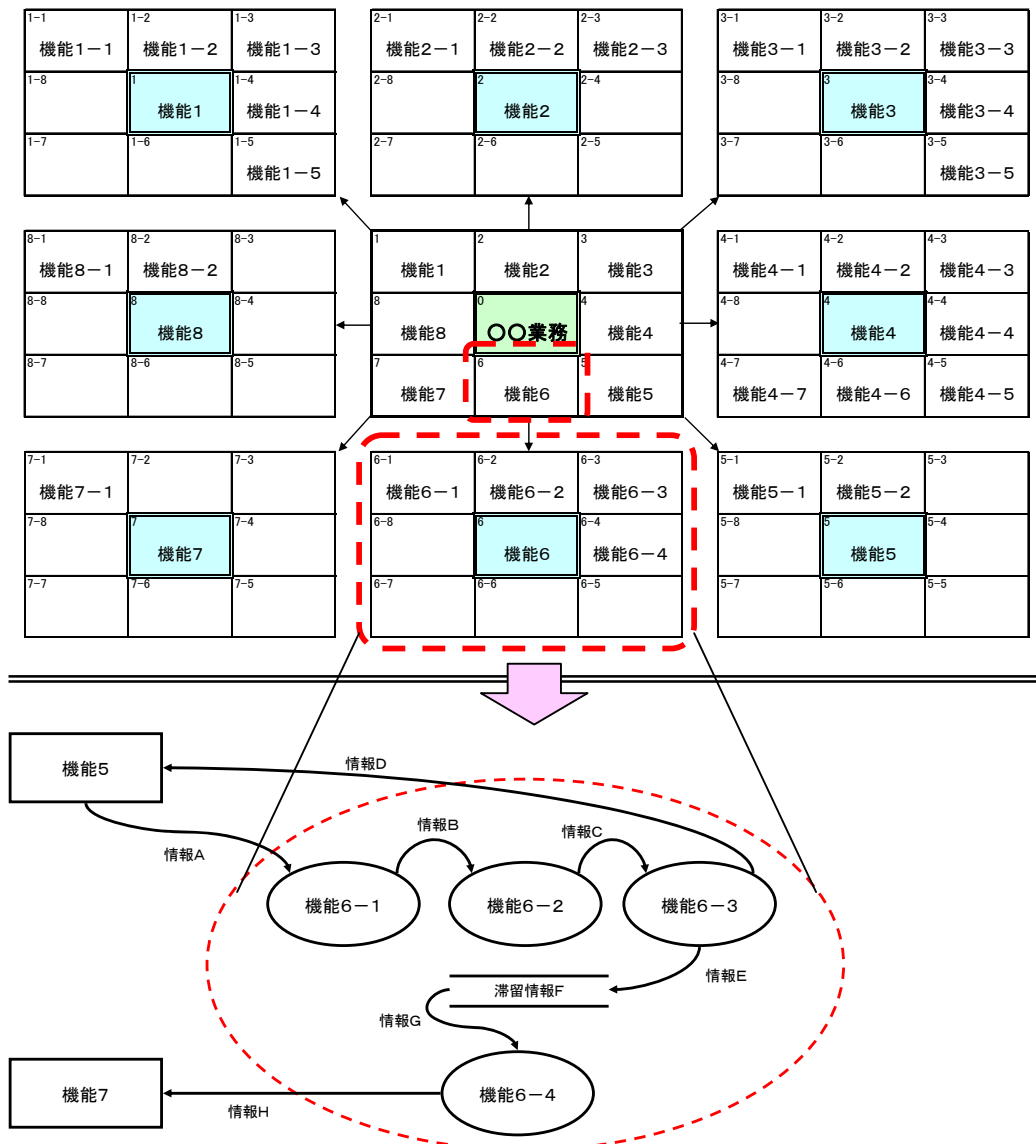 1-1 1-2 1-3
機能1－1 機能1－2 機能1－3
1-8 1 1-4
機能1 機能1－4
1-7 1-6 1-5
機能1－5
2-1 2-2 2-3
機能2－1 機能2－2 機能2－3
2-8 2 2-4
機能2
2-7 2-6 2-5
3-1 3-2 3-3
機能3－1 機能3－2 機能3－3
3-8 3 3-4
機能3 機能3－4
3-7 3-6 3-5
機能3－5
8-1 8-2 8-3
機能8－1 機能8－2
8-8 8 8-4
機能8
8-7 8-6 8-5
1 2 3
機能1 機能2 機能3
8 0 4
機能8 〇〇業務 機能4
7 6 5
機能7 機能6 機能5
4-1 4-2 4-3
機能4－1 機能4－2 機能4－3
4-8 4 4-4
機能4 機能4－4
4-7 4-6 4-5
機能4－7 機能4－6 機能4－5
7-1 7-2 7-3
機能7－1
7-8 7 7-4
機能7
7-7 7-6 7-5
6-1 6-2 6-3
機能6－1 機能6－2 機能6－3
6-8 6 6-4
機能6 機能6－4
6-7 6-6 6-5
5-1 5-2 5-3
機能5－1 機能5－2
5-8 5 5-4
機能5
5-7 5-6 5-5
機能5
情報D
情報A
情報B
情報C
機能6－1
機能6－2
機能6－3
情報E
滞留情報F
情報G
機能6－4
機能7
情報H